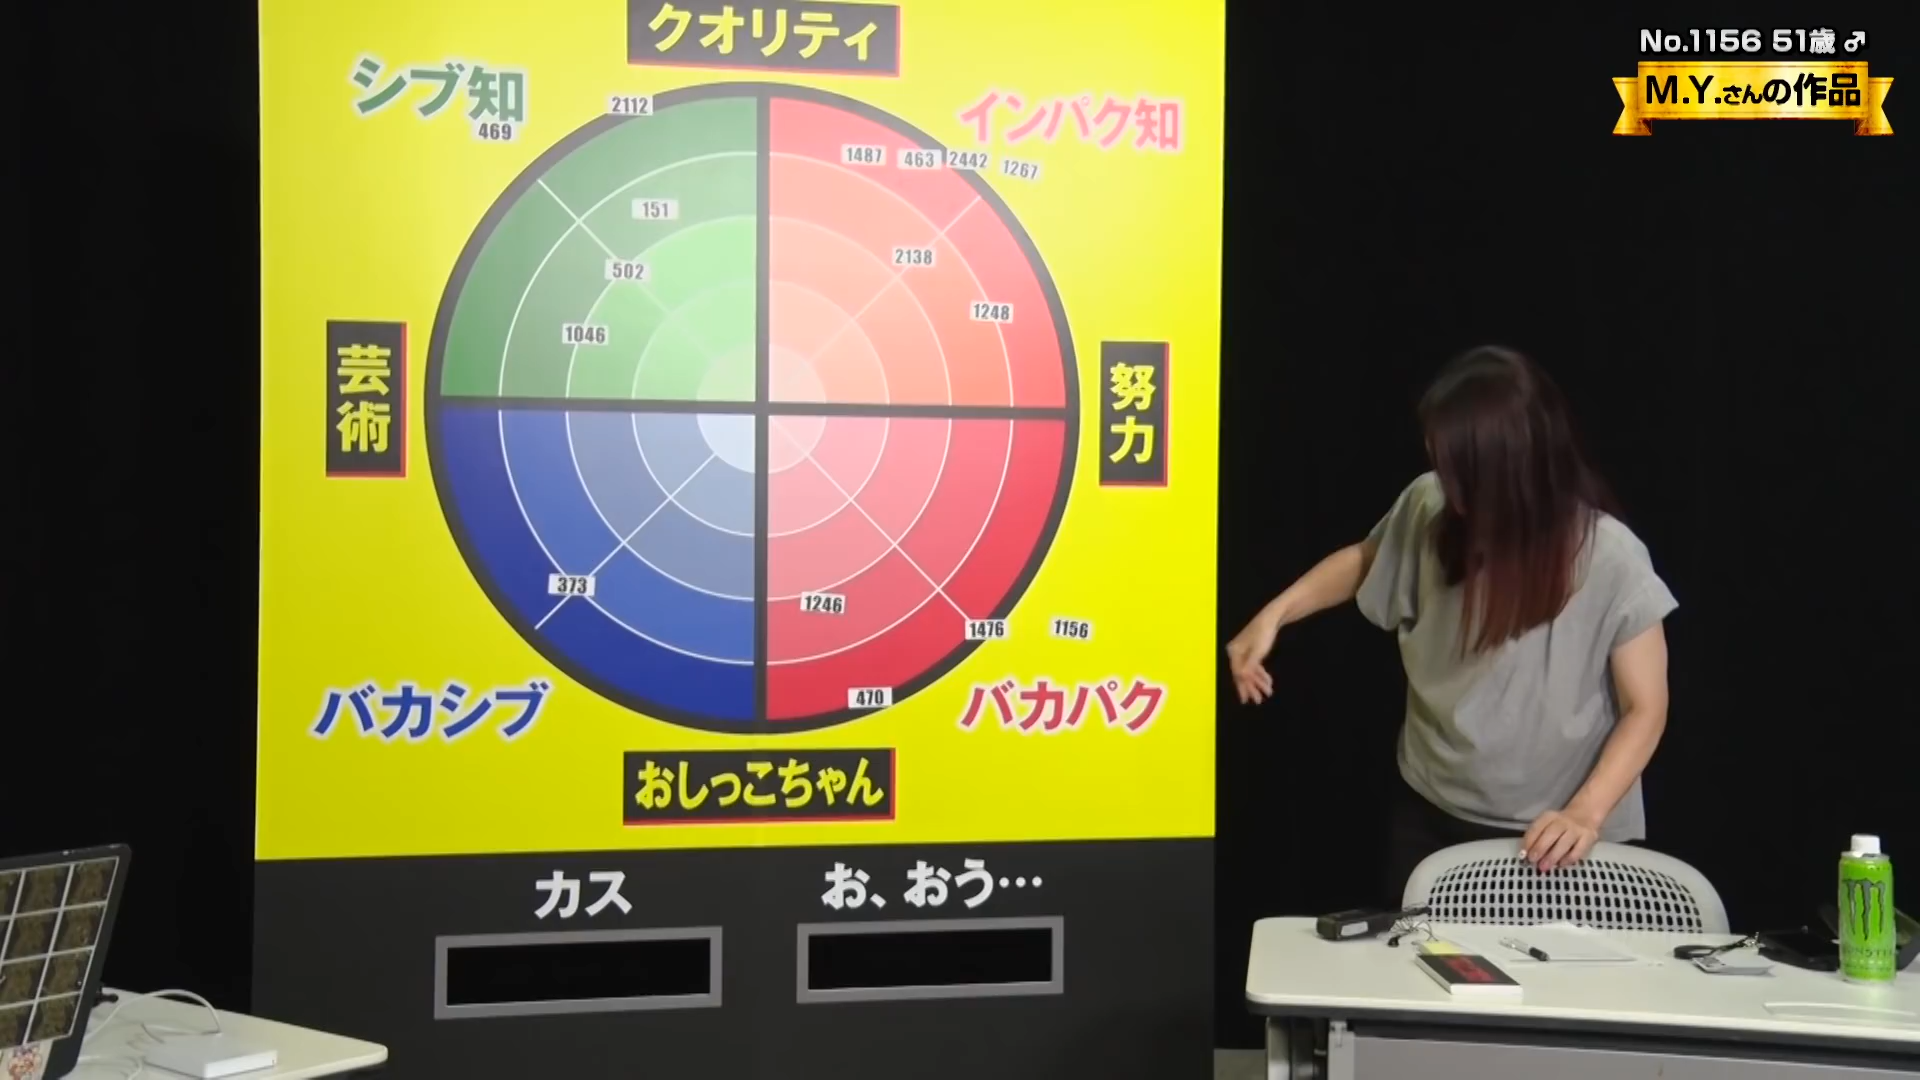 No.1156 51歳 ♂
M.Y.さんの作品
クオリティ
シブ知
インパク知
469
2112
1487
463
2442
1267
151
2138
502
1248
1046
芸術
努力
373
1246
1476
1156
470
バカシブ
バカパク
おしっこちゃん
カス
お、おう…